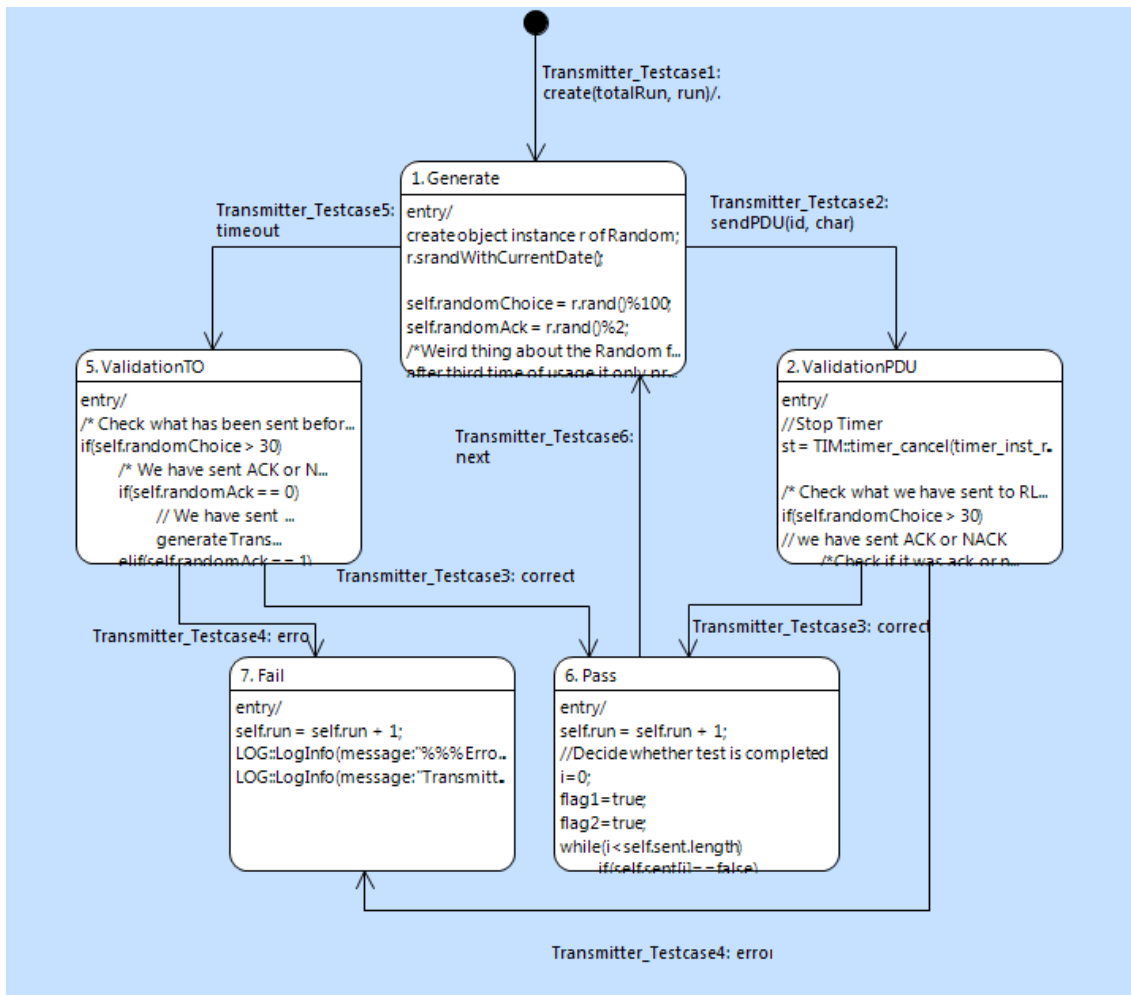 Transmitter_Testcase1:
create(totalRun, run)/.
1. Generate
entry/
create object instance r of Random;
r.srandWithCurrentDate();
self.randomChoice = r.rand()%100;
self.randomAck = r.rand()%2;
/*Weird thing about the Random f...
after third time of usage it only pr...
Transmitter_Testcase5:
timeout
Transmitter_Testcase2:
sendPDU(id, char)
5. ValidationTO
entry/
/* Check what has been sent befor...
if(self.randomChoice > 30)
/* We have sent ACK or N...
if(self.randomAck == 0)
// We have sent ...
generateTrans...
elif(self.randomAck == 1)
Transmitter_Testcase6:
next
2. ValidationPDU
entry/
//Stop Timer
st = TIM::timer_cancel(timer_inst_r...
/* Check what we have sent to RL...
if(self.randomChoice > 30)
// we have sent ACK or NACK
/*Check if it was ack or n...
Transmitter_Testcase3: correct
Transmitter_Testcase4: erro
Transmitter_Testcase3: correct
7. Fail
entry/
self.run = self.run + 1;
LOG::LogInfo(message:"%%%Erro...
LOG::LogInfo(message:"Transmitt...
6. Pass
entry/
self.run = self.run + 1;
//Decide whether test is completed
i=0;
flag1=true;
flag2=true;
while(i<self.sent.length)
if(self.sent[i]==false)
Transmitter_Testcase4: error